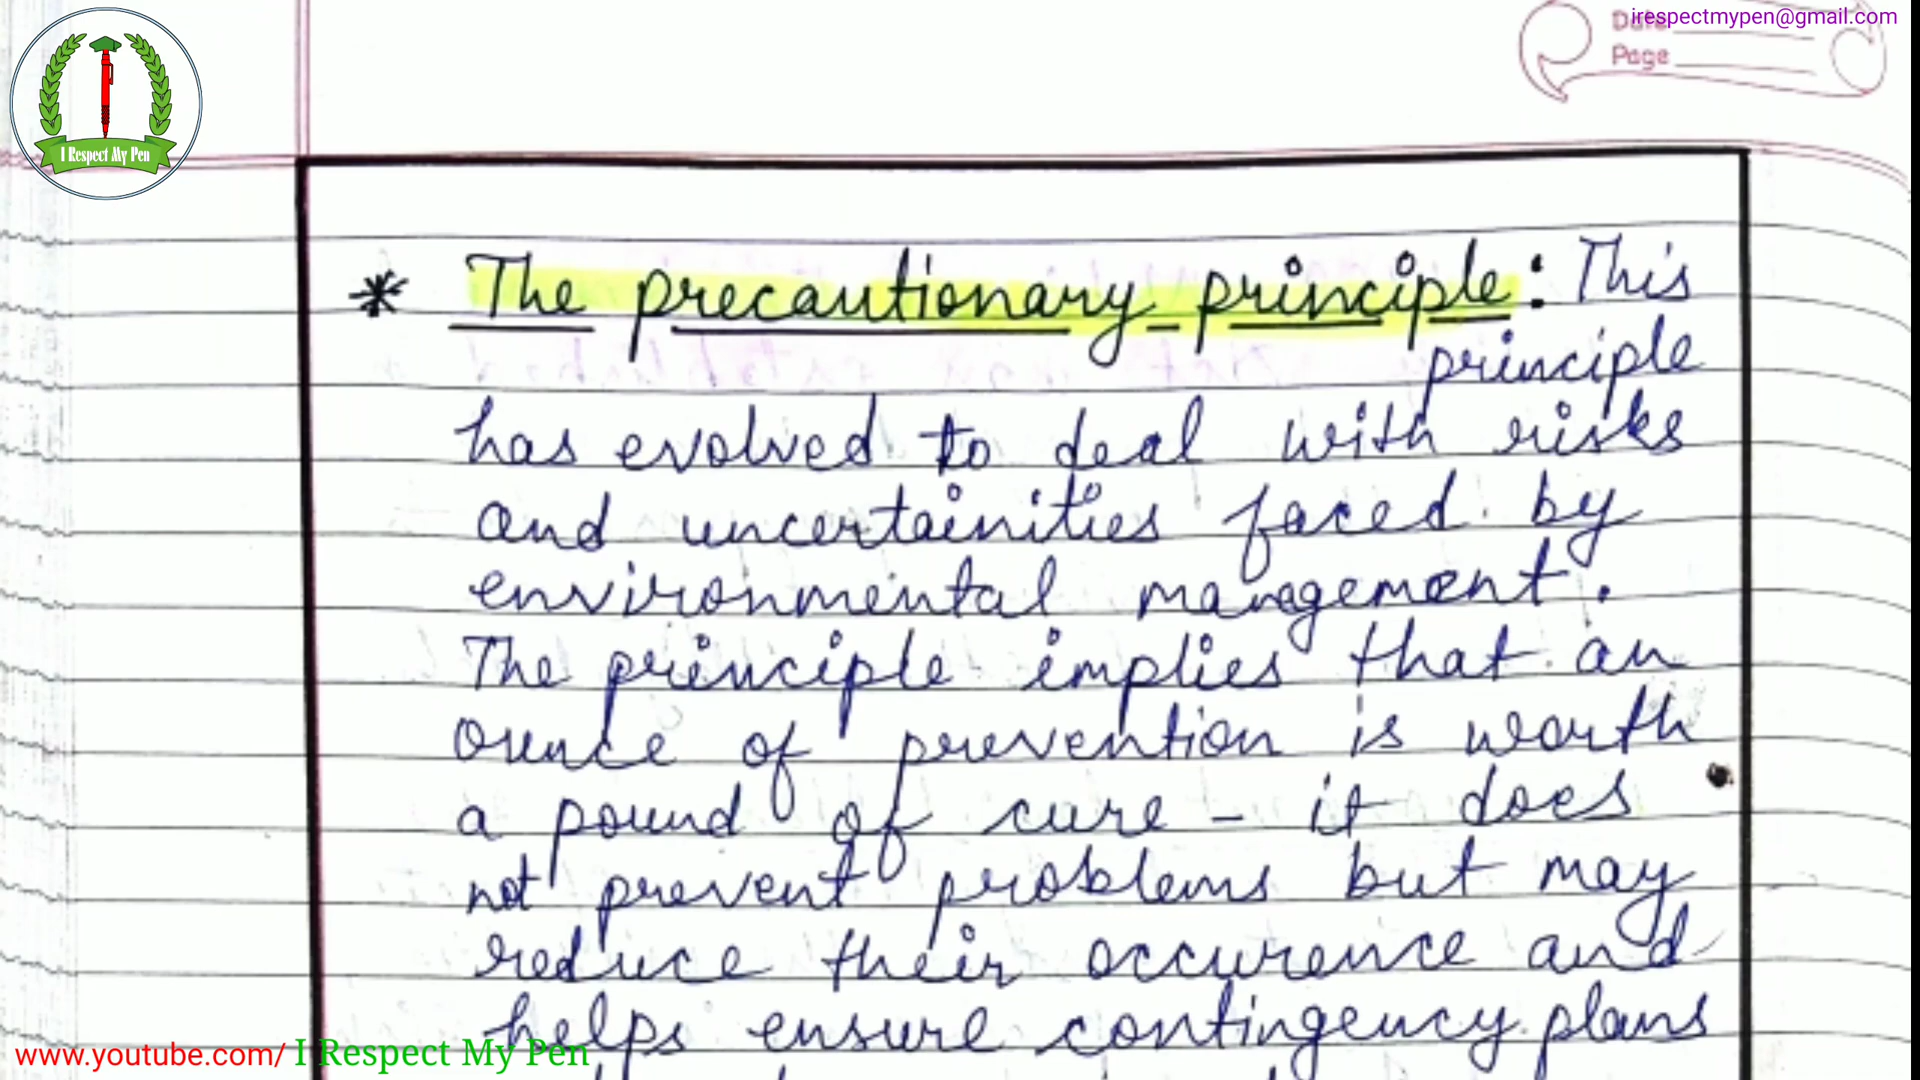 irespectmypen@gmail.com
Date
Page
I Respect My Pen
* The precautionary principle: This
principle
has evolved to deal with risks
and uncertainities faced by
environmental management.
The principle implies that an
ounce of prevention is worth
a pound of cure - it does
not prevent problems but may
reduce their occurence and
helps ensure contingency plans
www.youtube.com/ I Respect My Pen